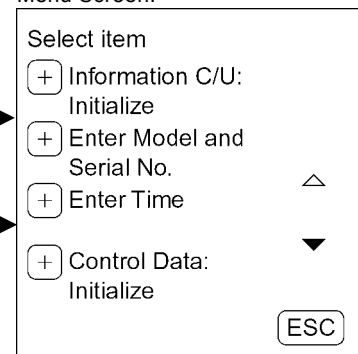 Menu Screen:
Select item
+ Information C/U:
Initialize
+ Enter Model and
Serial No.
+ Enter Time
+ Control Data:
Initialize
ESC